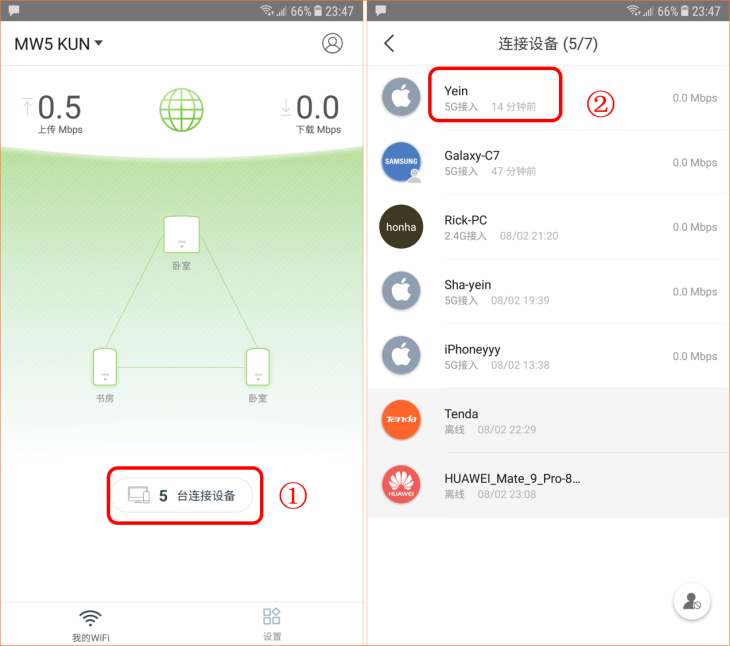 66% 23:47
MW5 KUN
0.5
上传 Mbps
0.0
下载 Mbps
卧室
书房
卧室
5 台连接设备
①
我的WiFi
设置
66% 23:47
连接设备 (5/7)
Yein
5G接入 14 分钟前
②
0.0 Mbps
SAMSUNG
Galaxy-C7
5G接入 47 分钟前
0.0 Mbps
honha
Rick-PC
2.4G接入 08/02 21:20
0.0 Mbps
Sha-yein
5G接入 08/02 19:39
0.0 Mbps
iPhoneyyy
5G接入 08/02 13:38
0.0 Mbps
Tenda
Tenda
离线 08/02 22:29
HUAWEI
HUAWEI_Mate_9_Pro-8...
离线 08/02 23:08